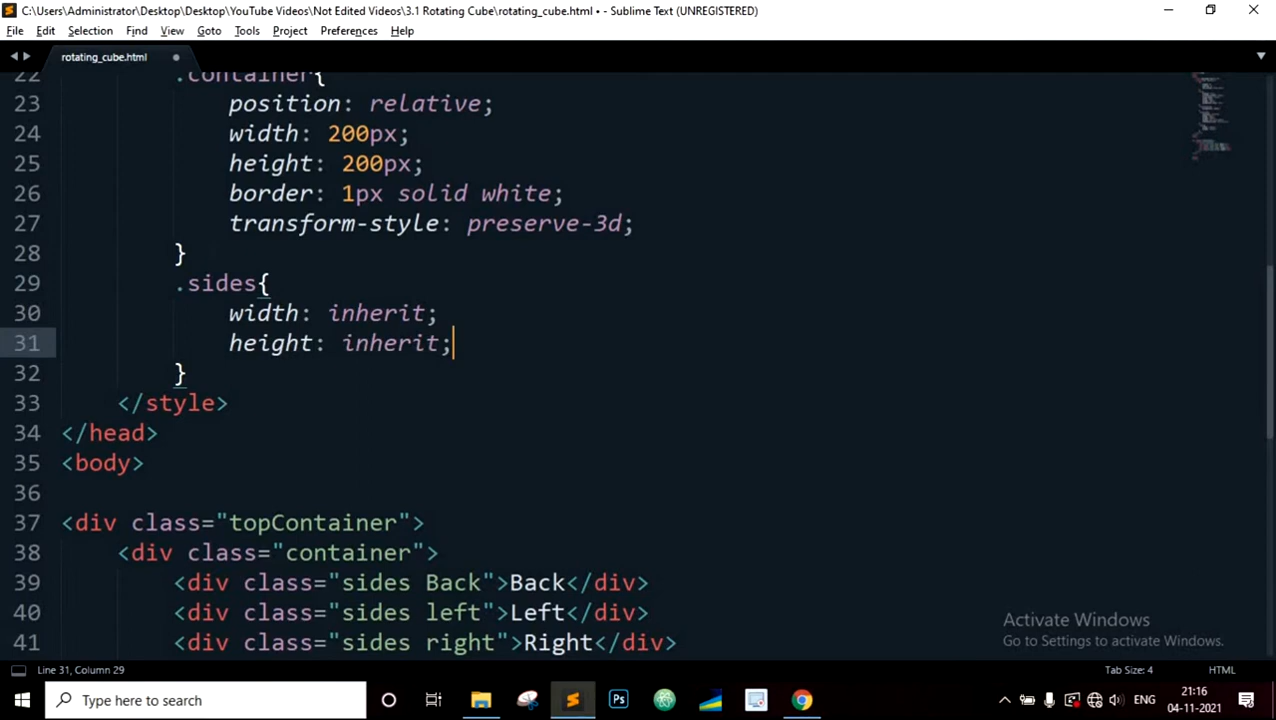 C:\Users\Administrator\Desktop\Desktop\YouTube Videos\Not Edited Videos\3.1 Rotating Cube\rotating_cube.html • - Sublime Text (UNREGISTERED)
File Edit Selection Find View Goto Tools Project Preferences Help
rotating_cube.html
22 .container{
23 position: relative;
24 width: 200px;
25 height: 200px;
26 border: 1px solid white;
27 transform-style: preserve-3d;
28 }
29 .sides{
30 width: inherit;
31 height: inherit;
32 }
33 </style>
34 </head>
35 <body>
36
37 <div class="topContainer">
38 <div class="container">
39 <div class="sides Back">Back</div>
40 <div class="sides left">Left</div>
41 <div class="sides right">Right</div>
Activate Windows
Go to Settings to activate Windows.
Line 31, Column 29 Tab Size: 4 HTML
Type here to search Ps ENG 21:16
04-11-2021